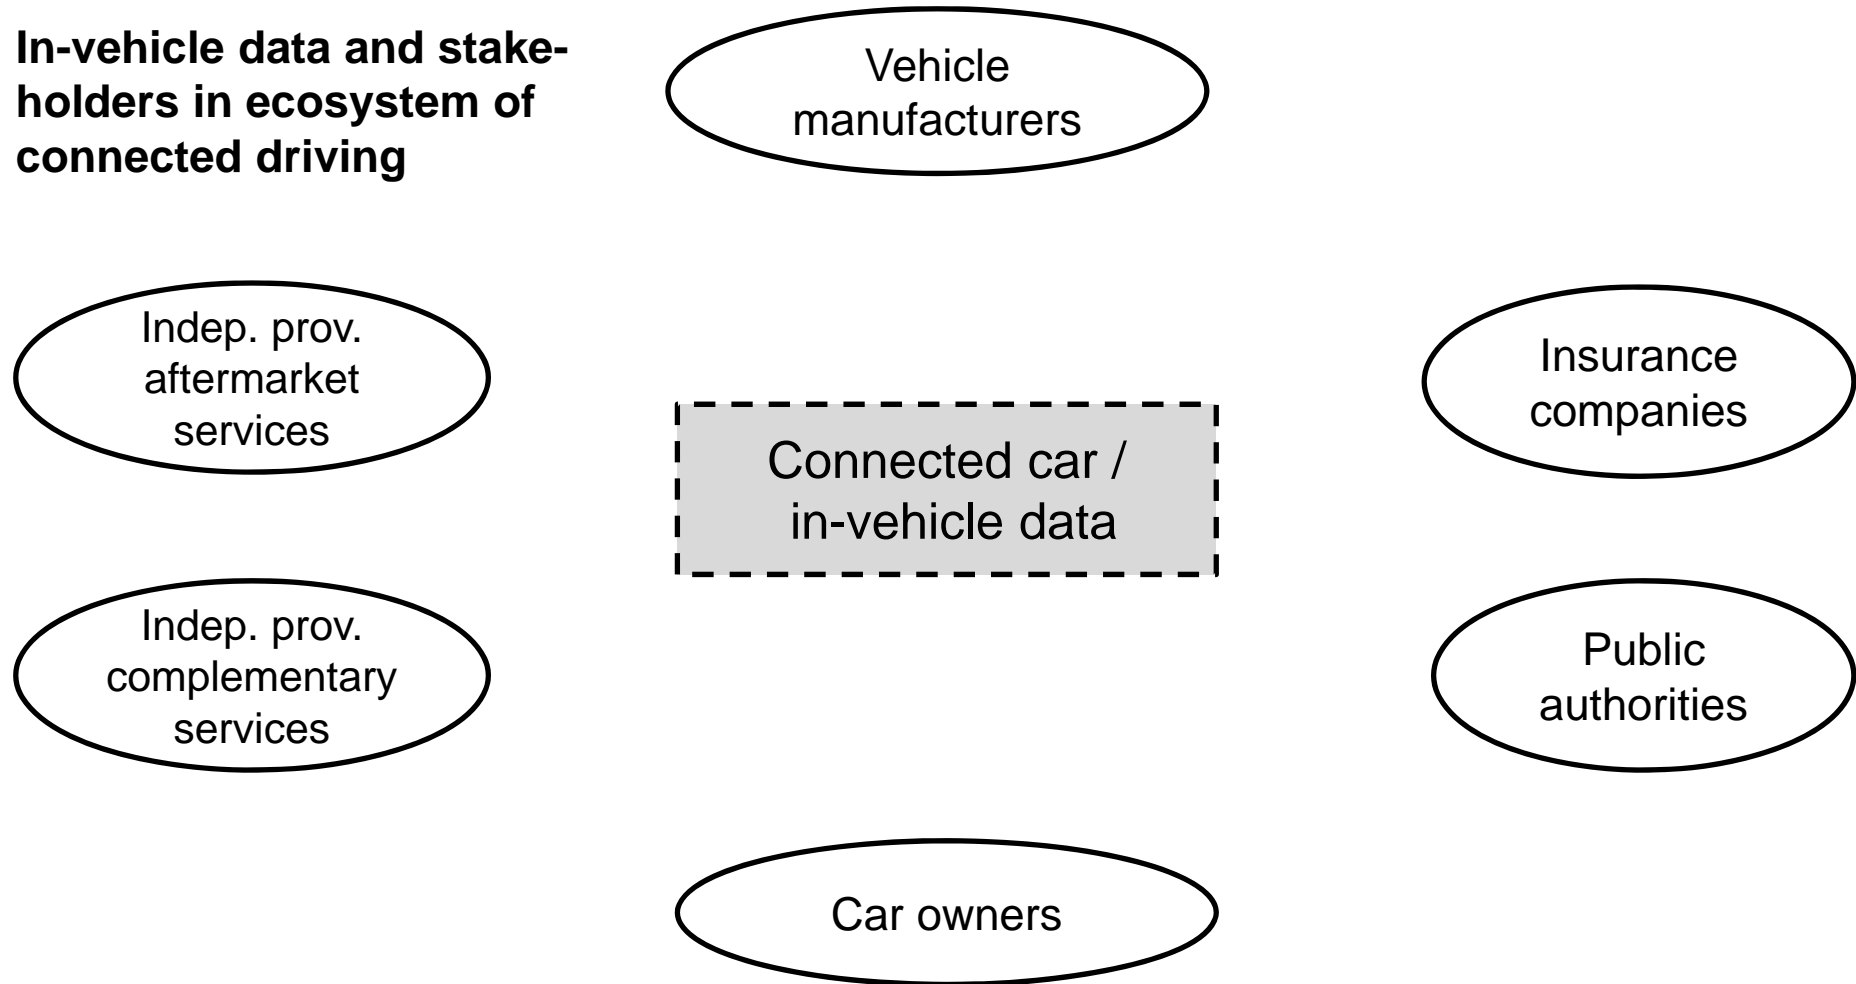 In-vehicle data and stake-
holders in ecosystem of
connected driving
Vehicle
manufacturers
Indep. prov.
aftermarket
services
Insurance
companies
Connected car /
in-vehicle data
Indep. prov.
complementary
services
Public
authorities
Car owners